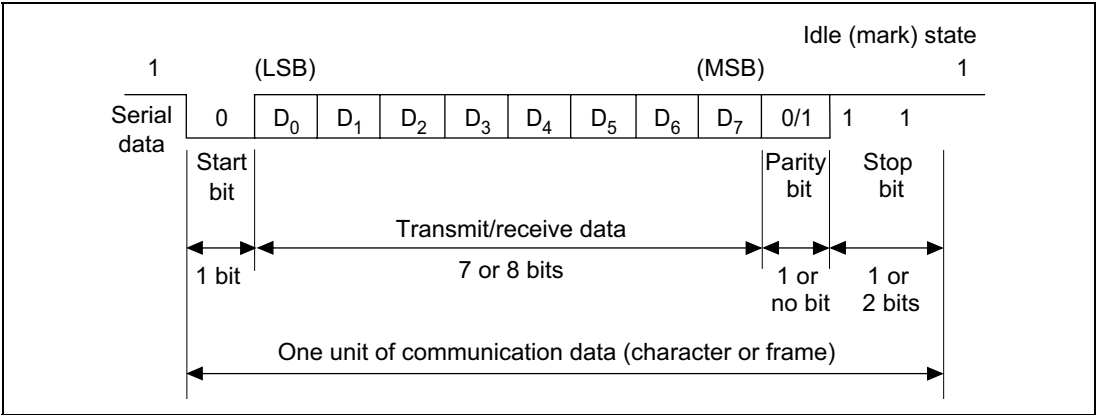 Idle (mark) state
1 (LSB) (MSB) 1
Serial data
0 D0 D1 D2 D3 D4 D5 D6 D7 0/1 1 1
Start bit
Parity bit
Stop bit
Transmit/receive data
1 bit
7 or 8 bits
1 or no bit
1 or 2 bits
One unit of communication data (character or frame)